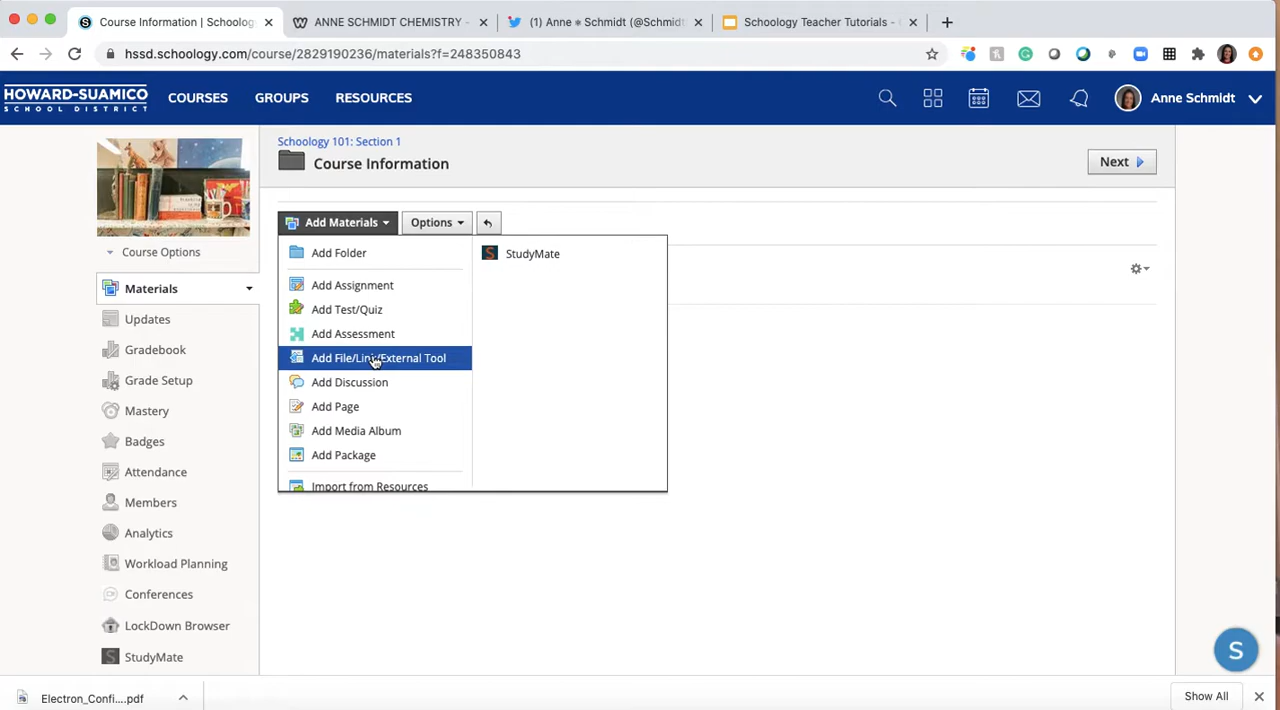 Course Information | Schoolog
ANNE SCHMIDT CHEMISTRY -
(1) Anne ⚛ Schmidt (@Schmidt
Schoology Teacher Tutorials -
hssd.schoology.com/course/2829190236/materials?f=248350843
HOWARD-SUAMICO
SCHOOL DISTRICT
COURSES
GROUPS
RESOURCES
Anne Schmidt
Schoology 101: Section 1
Course Information
Next
Course Options
Materials
Updates
Gradebook
Grade Setup
Mastery
Badges
Attendance
Members
Analytics
Workload Planning
Conferences
LockDown Browser
StudyMate
Add Materials
Options
Add Folder
Add Assignment
Add Test/Quiz
Add Assessment
Add File/Link/External Tool
Add Discussion
Add Page
Add Media Album
Add Package
Import from Resources
StudyMate
S
Electron_Confi....pdf
Show All